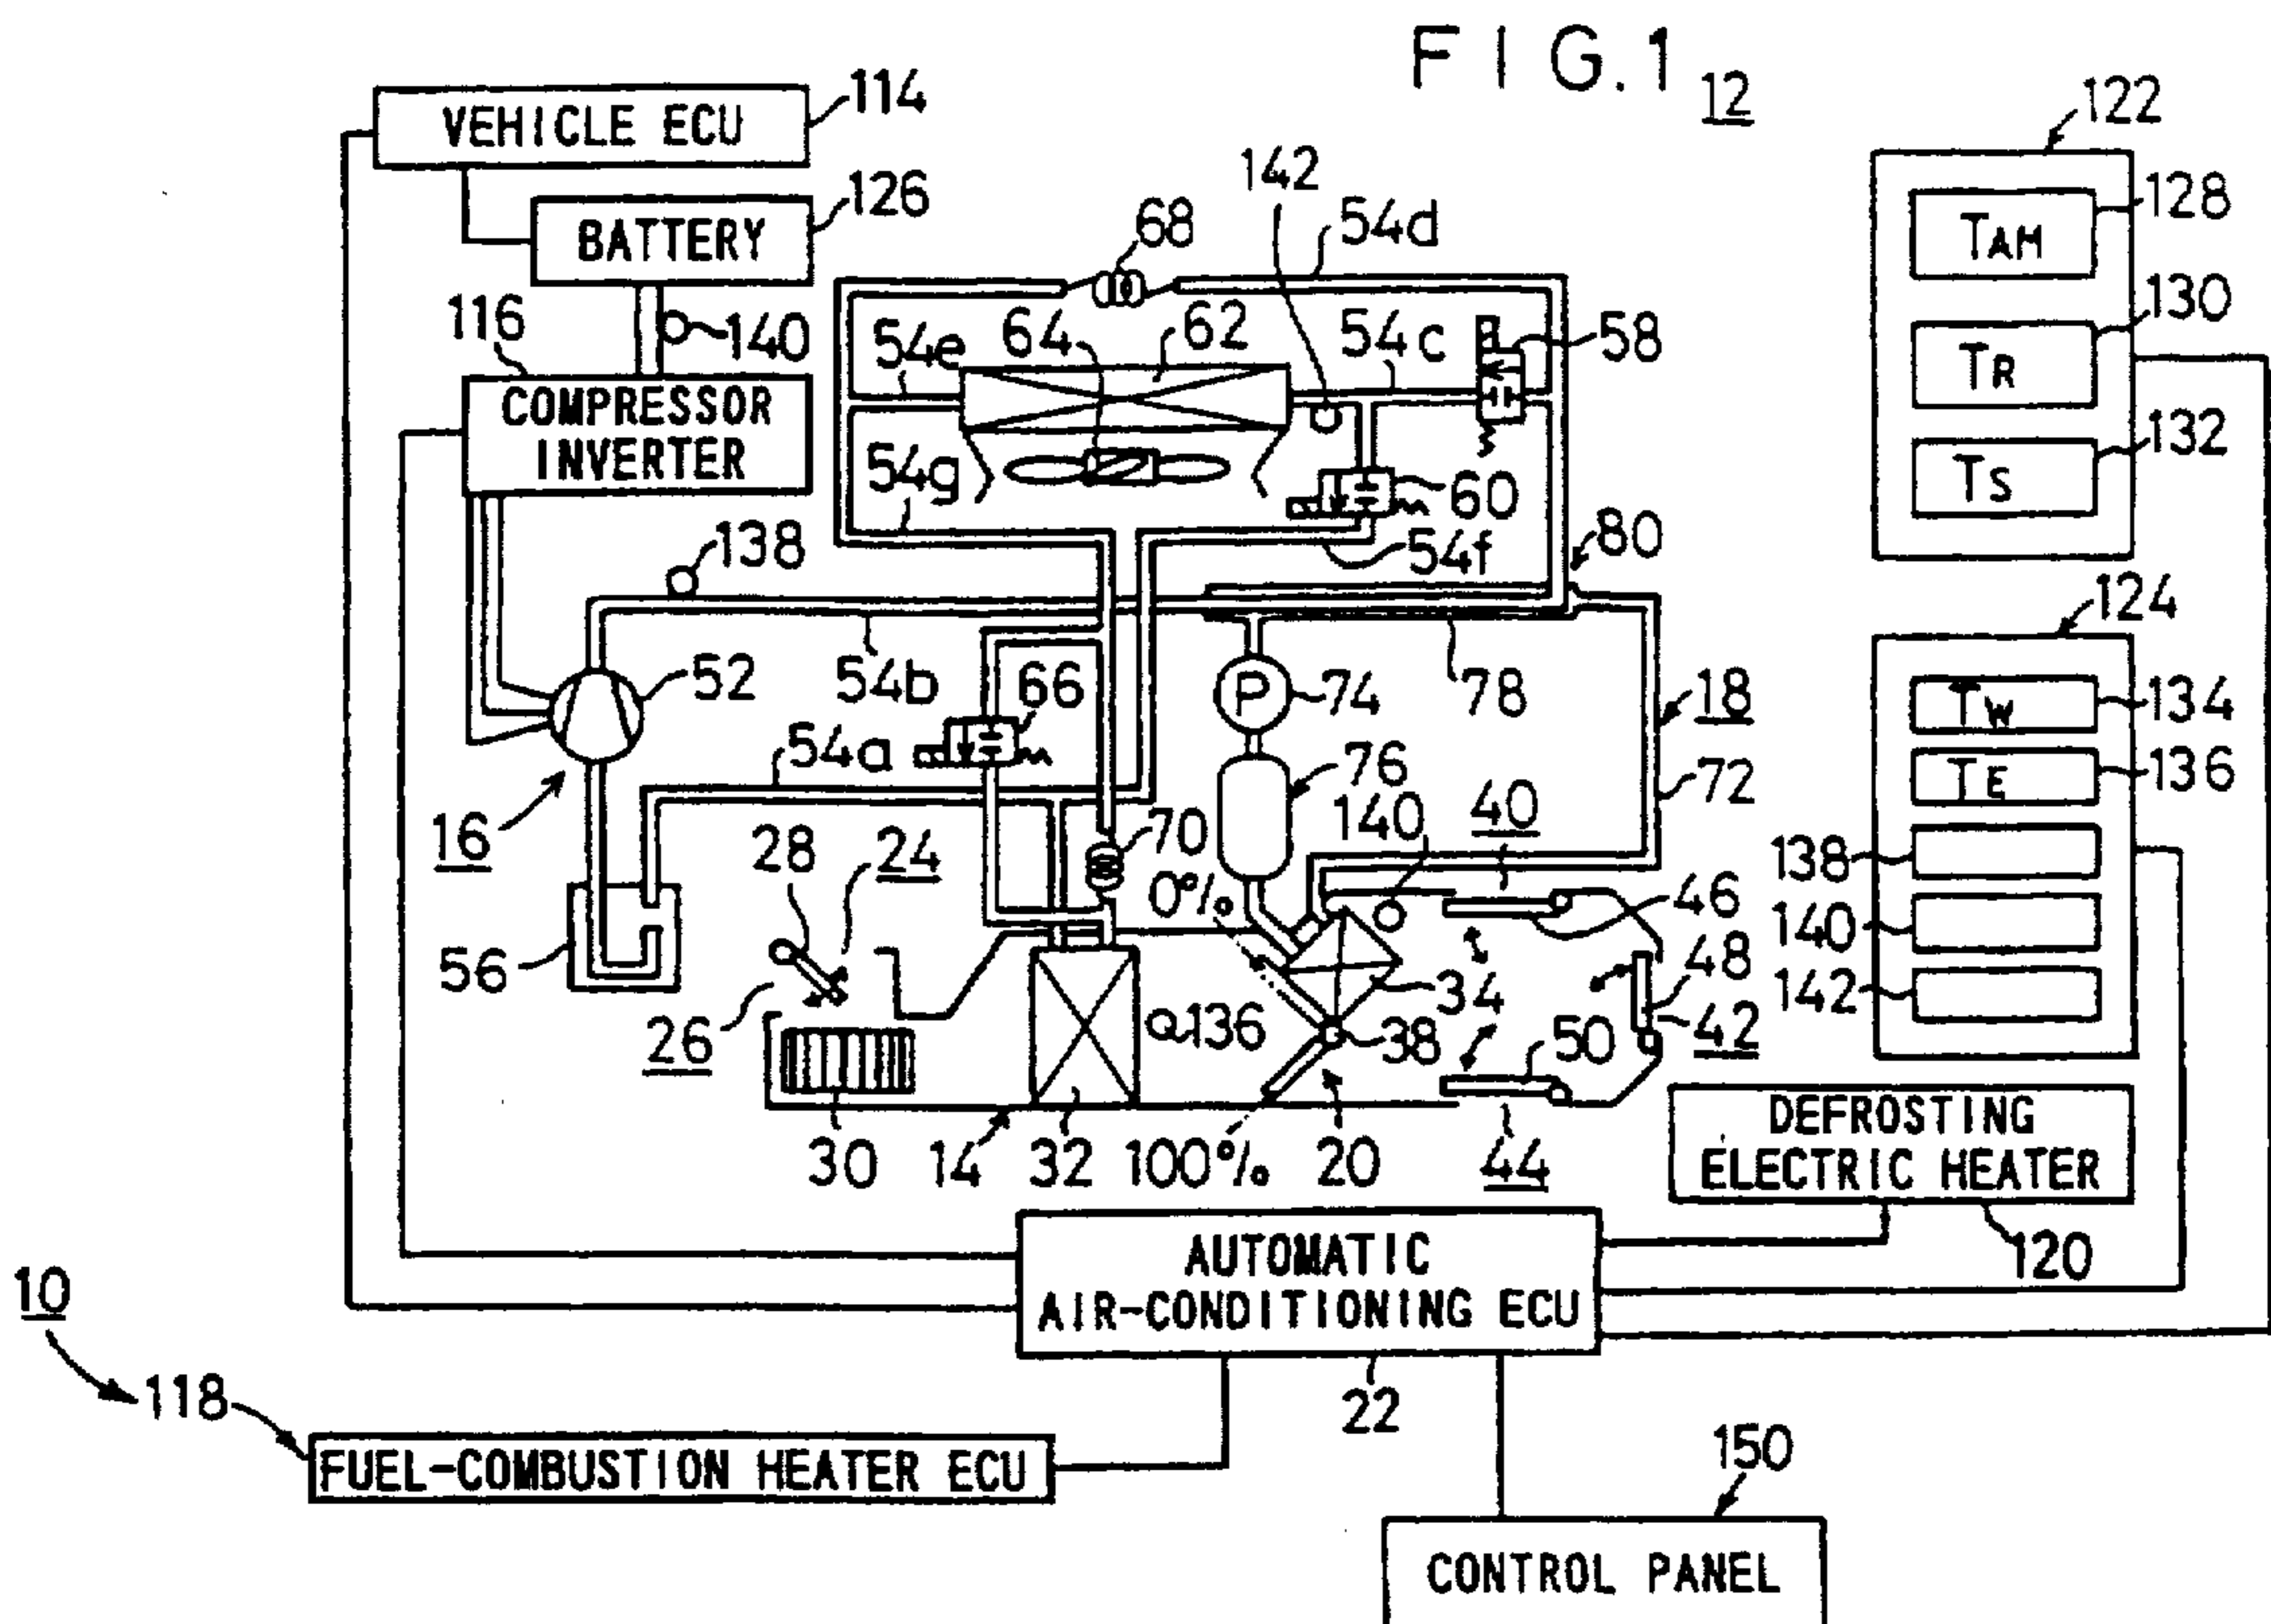 FIG.1
12
VEHICLE ECU
114
122
BATTERY
126
142
68
54d
TAM
128
116
140
64
62
54c
58
130
54e
COMPRESSOR
INVERTER
TR
132
54g
60
TS
138
54f
80
124
54b
52
66
P
74
78
18
TW
134
54a
76
72
TE
136
16
28
24
70
0%
140
40
138
46
140
56
34
48
142
26
136
38
50
42
30
14
32
100%
20
44
DEFROSTING
ELECTRIC HEATER
120
AUTOMATIC
AIR-CONDITIONING ECU
10
22
118
FUEL-COMBUSTION HEATER ECU
150
CONTROL PANEL